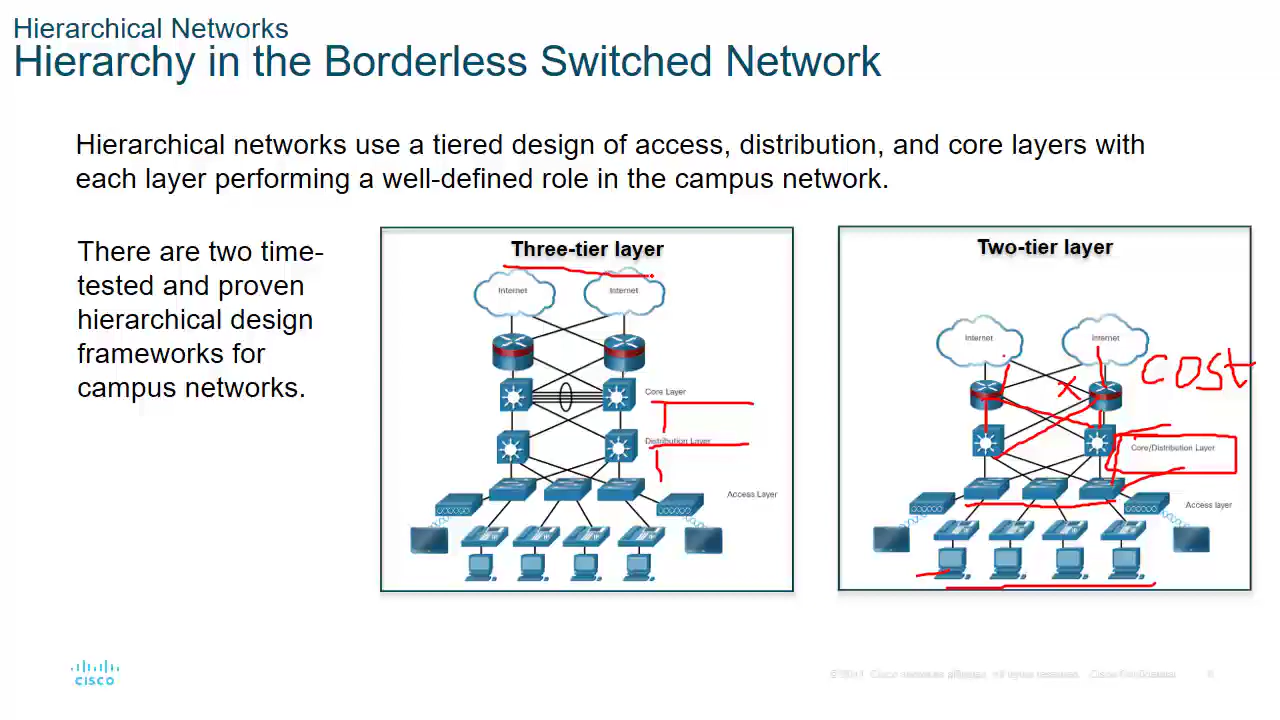 Hierarchical Networks
Hierarchy in the Borderless Switched Network
Hierarchical networks use a tiered design of access, distribution, and core layers with
each layer performing a well-defined role in the campus network.
There are two time-
tested and proven
hierarchical design
frameworks for
campus networks.
Three-tier layer
Internet
Internet
Core Layer
Distribution Layer
Access Layer
Two-tier layer
Internet
Internet
cost
Core/Distribution Layer
Access layer
CISCO